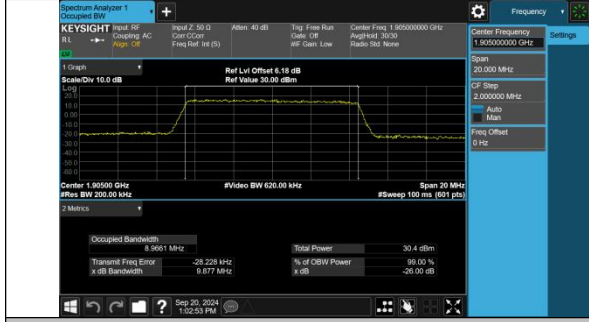 Spectrum Analyzer 1
Occupied BW
Frequency
KEYSIGHT Input: RF
Input Z: 50 Ω
Atten: 40 dB
Trig: Free Run
Center Freq: 1.905000000 GHz
RL
Coupling: AC
Corr CCorr
Gate: Off
Avg|Hold: 30/30
Align: Off
Freq Ref: Int (S)
#IF Gain: Low
Radio Std: None
LXI
Center Frequency
1.905000000 GHz
Settings
Span
20.000 MHz
CF Step
2.000000 MHz
Auto
Man
Freq Offset
0 Hz
1 Graph
Scale/Div 10.0 dB
Ref Lvl Offset 6.18 dB
Ref Value 30.00 dBm
Log
20.0
10.0
0.00
-10.0
-20.0
-30.0
-40.0
-50.0
-60.0
Center 1.90500 GHz
#Video BW 620.00 kHz
Span 20 MHz
#Res BW 200.00 kHz
#Sweep 100 ms (601 pts)
2 Metrics
Occupied Bandwidth
8.9661 MHz
Total Power
30.4 dBm
Transmit Freq Error
-28.228 kHz
% of OBW Power
99.00 %
x dB Bandwidth
9.877 MHz
x dB
-26.00 dB
Sep 20, 2024
1:02:53 PM